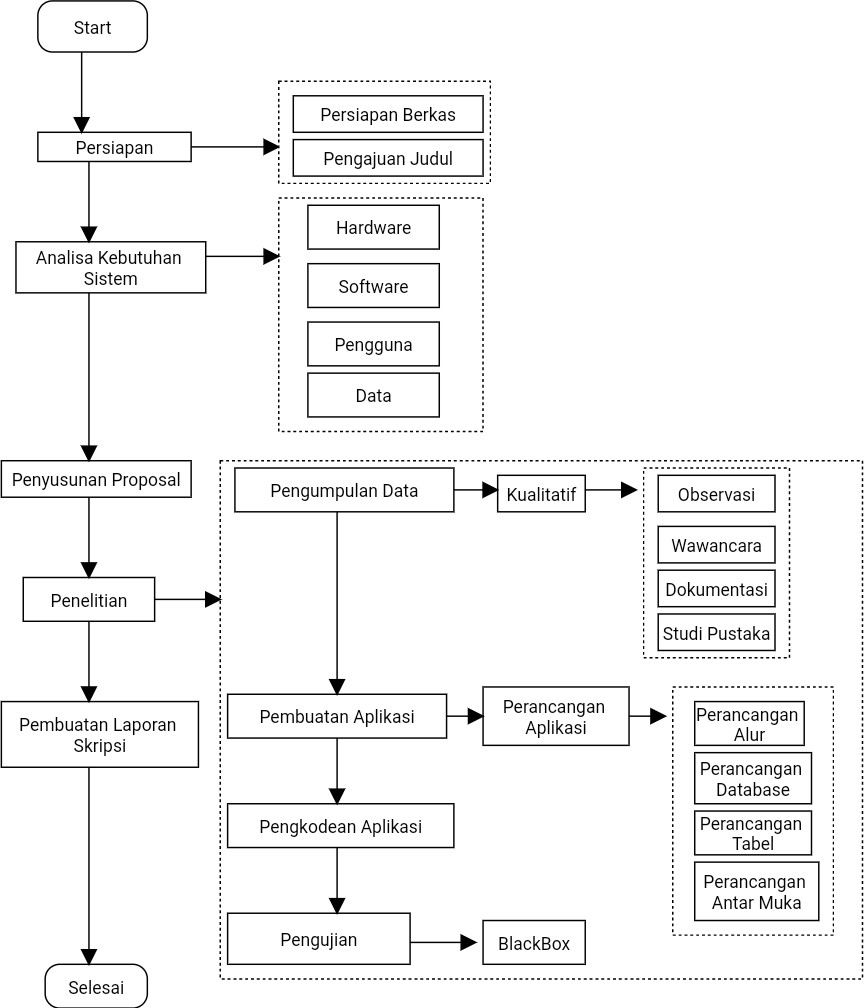 Start
Persiapan
Persiapan Berkas
Pengajuan Judul
Analisa Kebutuhan
Sistem
Hardware
Software
Pengguna
Data
Penyusunan Proposal
Penelitian
Pembuatan Laporan
Skripsi
Selesai
Pengumpulan Data
Kualitatif
Observasi
Wawancara
Dokumentasi
Studi Pustaka
Pembuatan Aplikasi
Perancangan
Aplikasi
Perancangan
Alur
Perancangan
Database
Perancangan
Tabel
Perancangan
Antar Muka
Pengkodean Aplikasi
Pengujian
BlackBox